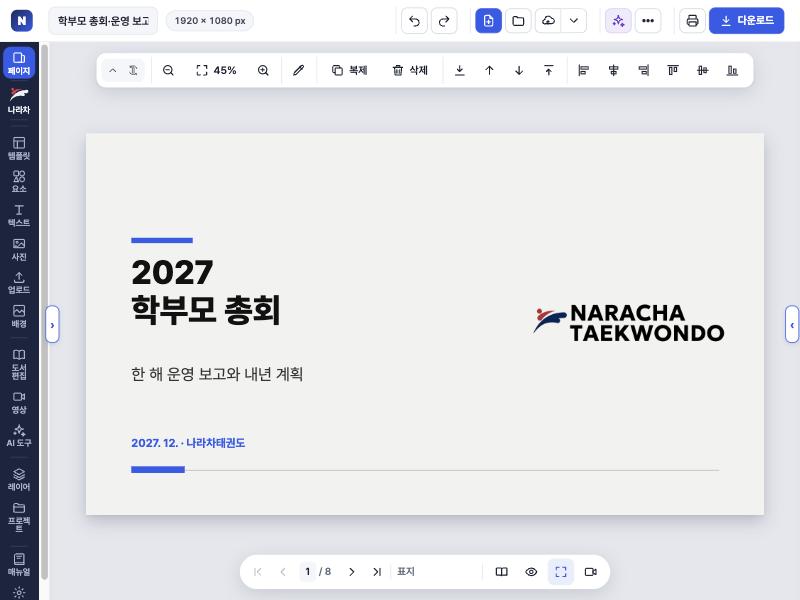 N
학부모 총회·운영 보고
1920 × 1080 px
다운로드
페이지
나라차
템플릿
요소
텍스트
사진
업로드
배경
도서
편집
영상
AI 도구
레이어
프로젝
트
매뉴얼
45%
복제
삭제
2027
학부모 총회
한 해 운영 보고와 내년 계획
2027. 12. · 나라차태권도
NARACHA
TAEKWONDO
1 / 8
표지